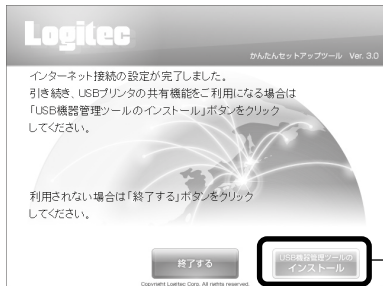 Logitec
かんたんセットアップツール Ver. 3.0
インターネット接続の設定が完了しました。
引き続き、USBプリンタの共有機能をご利用になる場合は
「USB機器管理ツールのインストール」ボタンをクリック
してください。
利用されない場合は「終了する」ボタンをクリック
してください。
終了する
USB機器管理ツールの
インストール
Copyright Logitec Corp. All rights reserved.